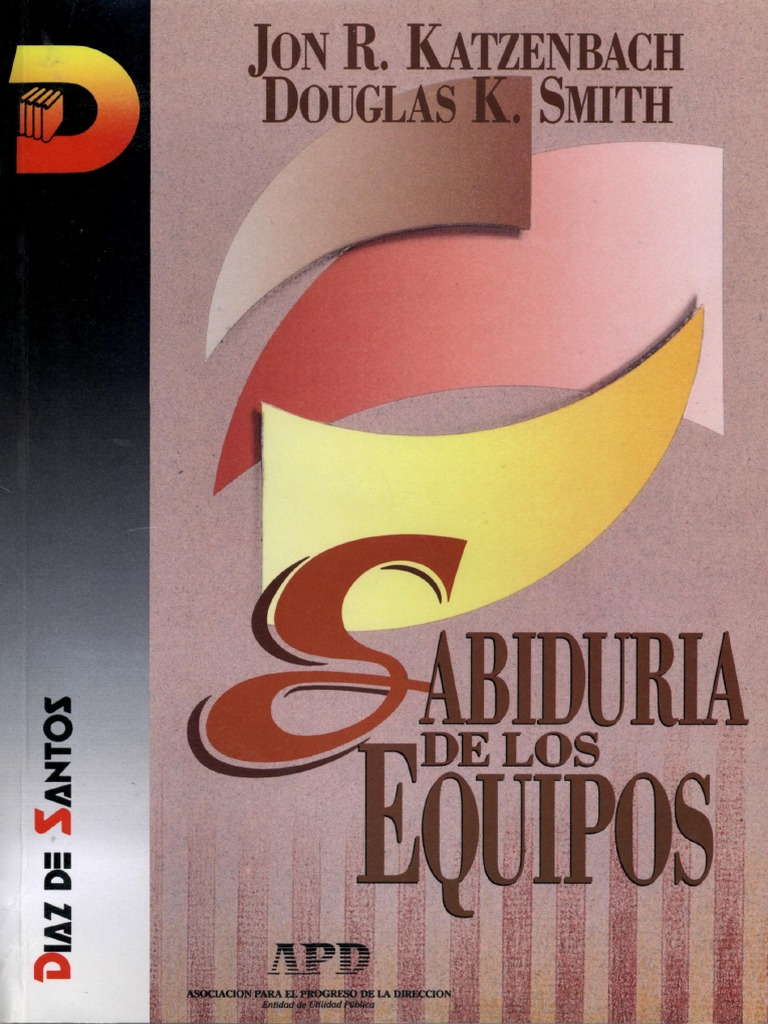 JON R. KATZENBACH
DOUGLAS K. SMITH
SABIDURIA
DE LOS
EQUIPOS
DIAZ DE SANTOS
APD
ASOCIACION PARA EL PROGRESO DE LA DIRECCION
Entidad de Utilidad Pública